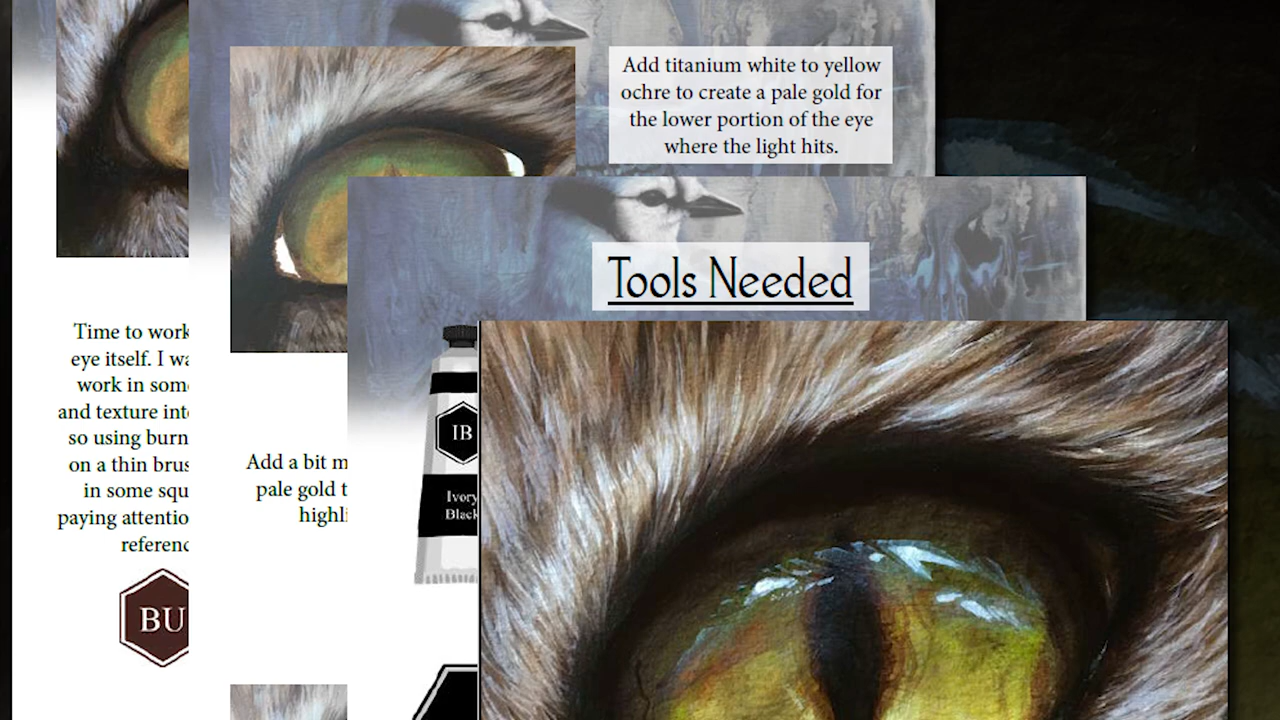 Add titanium white to yellow
ochre to create a pale gold for
the lower portion of the eye
where the light hits.
Tools Needed
IB
Ivory
Black
Time to work
eye itself. I wa
work in som
and texture int
so using burn
on a thin brus
in some squ
paying attentio
referenc
BU
Add a bit m
pale gold t
highli